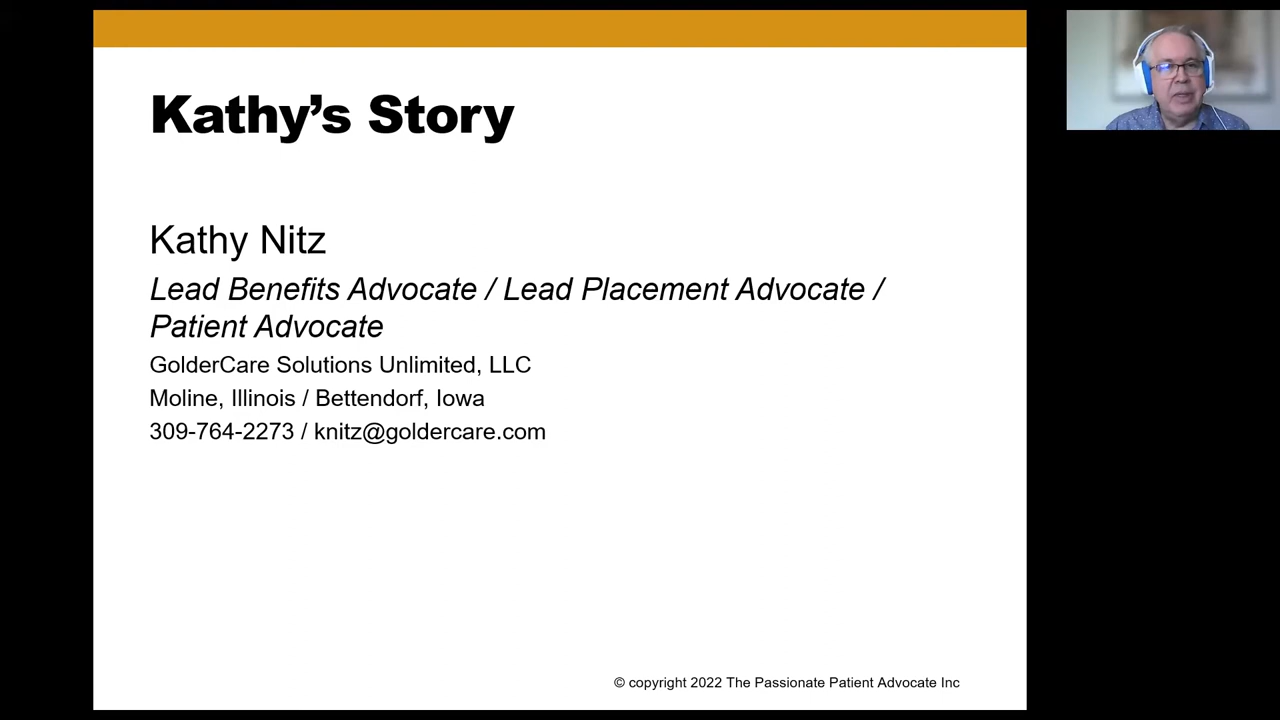 Kathy’s Story
Kathy Nitz
Lead Benefits Advocate / Lead Placement Advocate /
Patient Advocate
GolderCare Solutions Unlimited, LLC
Moline, Illinois / Bettendorf, Iowa
309-764-2273 / knitz@goldercare.com
© copyright 2022 The Passionate Patient Advocate Inc